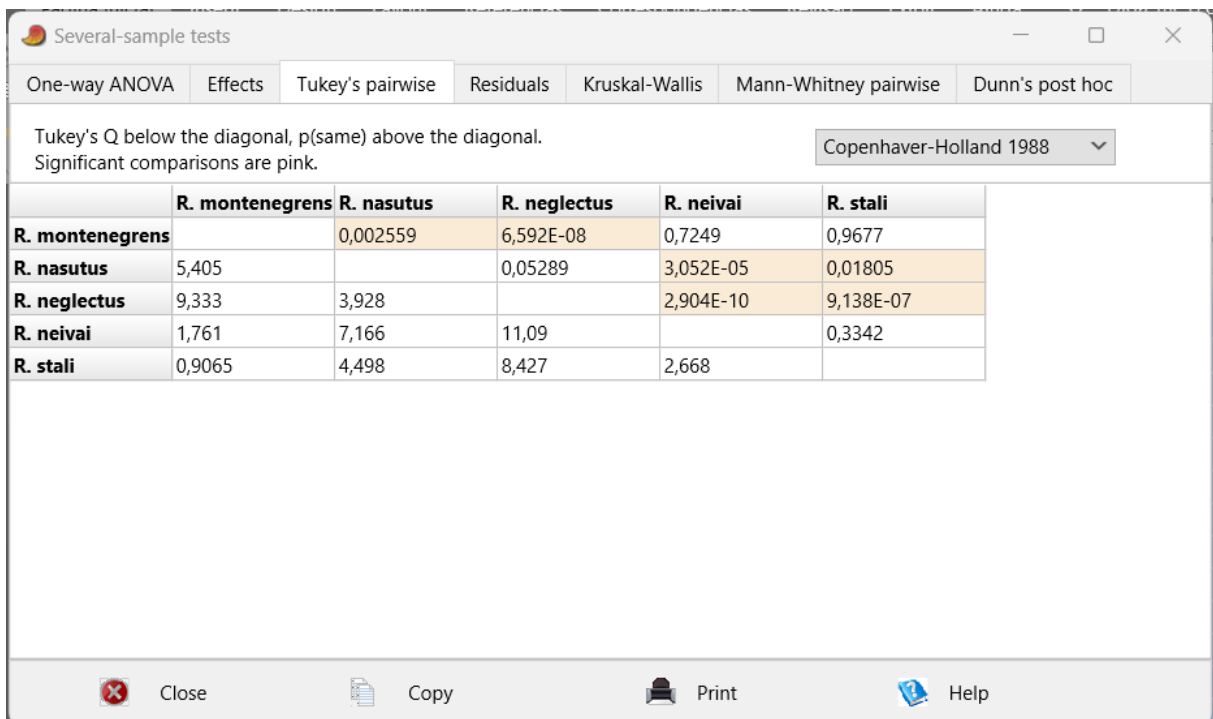 Several-sample tests
One-way ANOVA Effects Tukey's pairwise Residuals Kruskal-Wallis Mann-Whitney pairwise Dunn's post hoc
Tukey's Q below the diagonal, p(same) above the diagonal.
Significant comparisons are pink.
Copenhaver-Holland 1988
R. montenegrens R. nasutus R. neglectus R. neivai R. stali
R. montenegrens 0,002559 6,592E-08 0,7249 0,9677
R. nasutus 5,405 0,05289 3,052E-05 0,01805
R. neglectus 9,333 3,928 2,904E-10 9,138E-07
R. neivai 1,761 7,166 11,09 0,3342
R. stali 0,9065 4,498 8,427 2,668
Close Copy Print Help